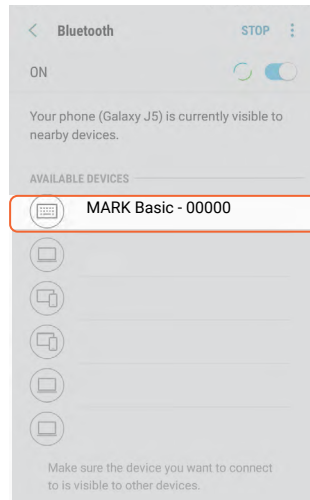 Bluetooth STOP
ON
Your phone (Galaxy J5) is currently visible to
nearby devices.
AVAILABLE DEVICES
MARK Basic - 00000
Make sure the device you want to connect
to is visible to other devices.